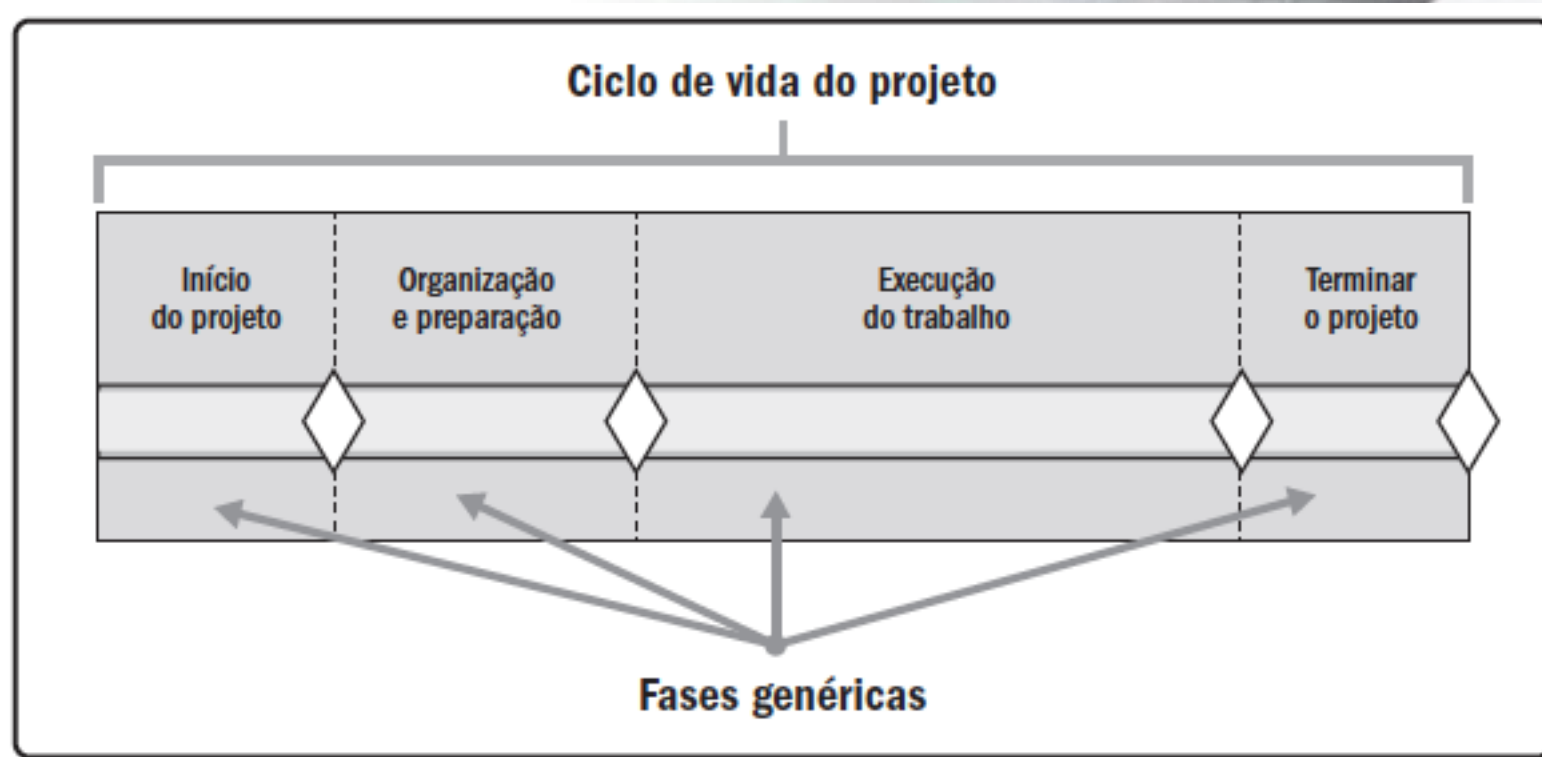 Ciclo de vida do projeto
Início
do projeto
Organização
e preparação
Execução
do trabalho
Terminar
o projeto
Fases genéricas